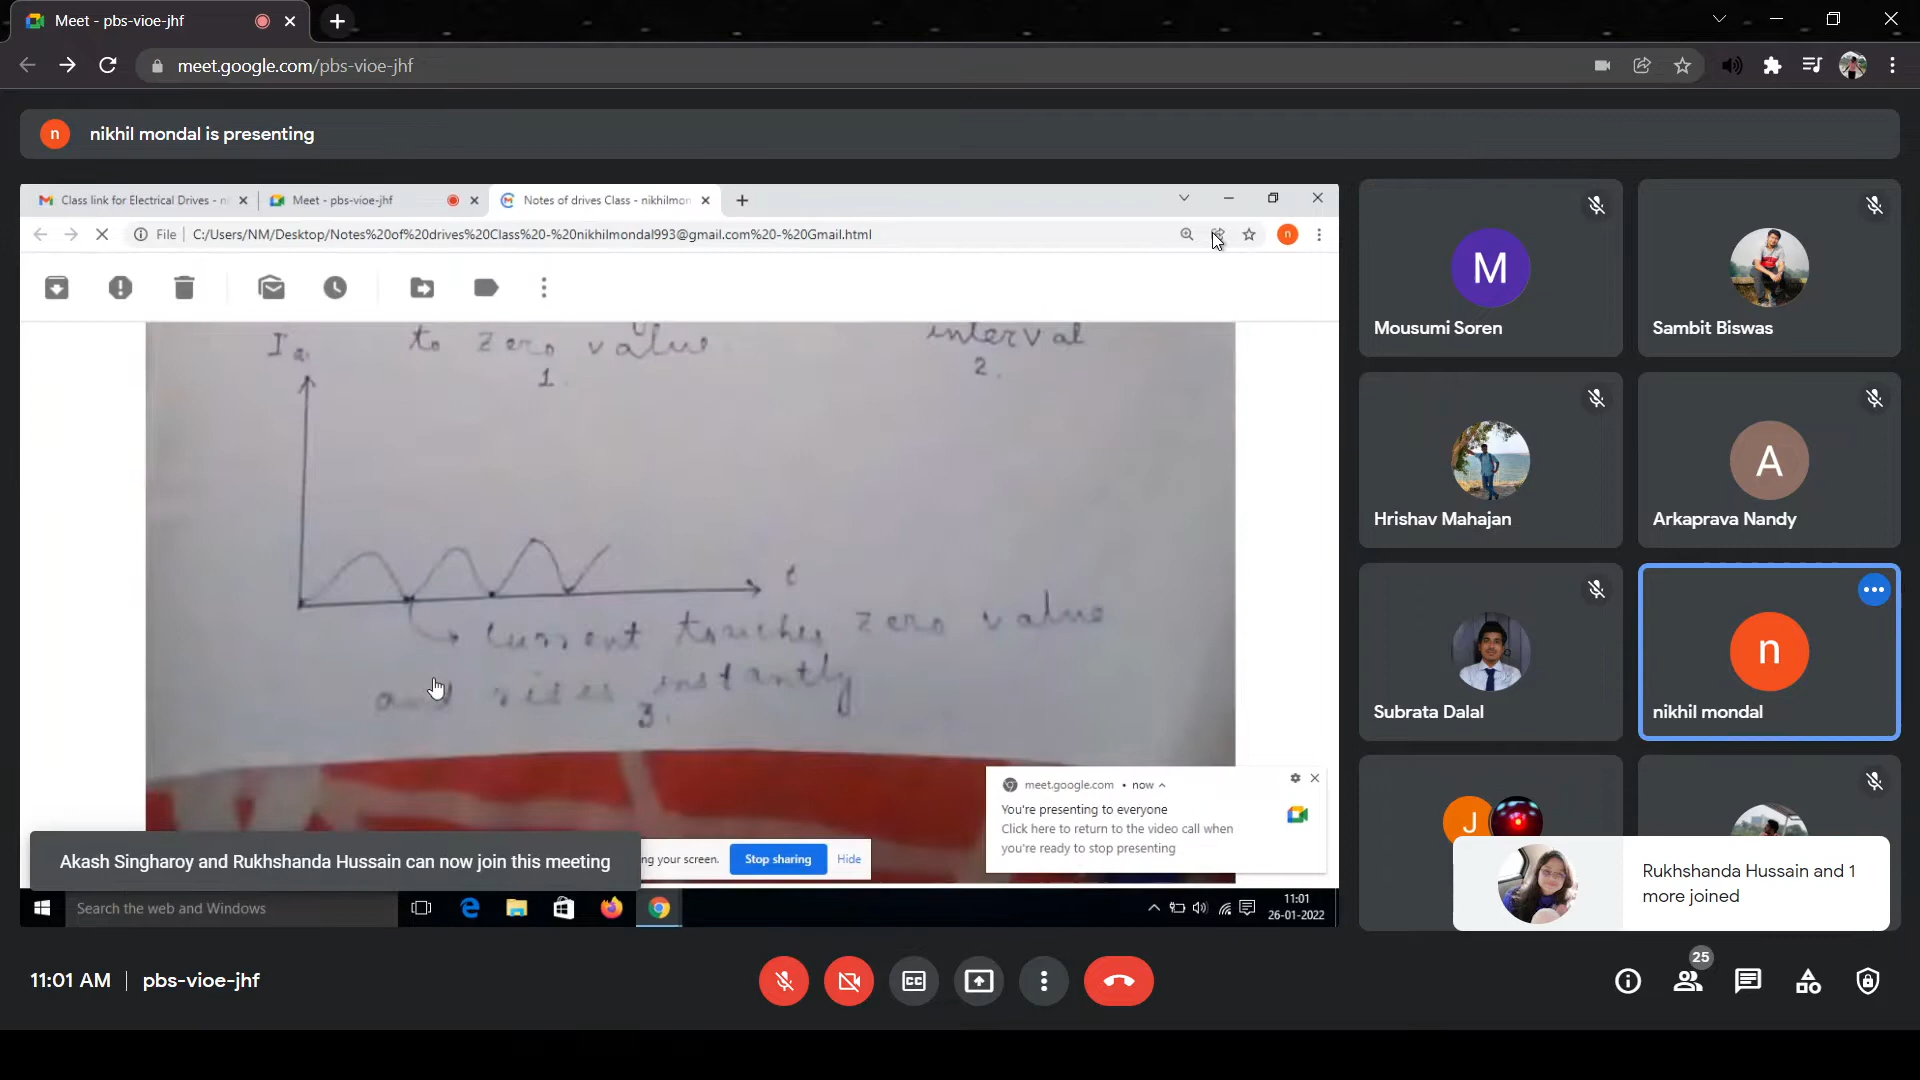 Meet - pbs-vioe-jhf
meet.google.com/pbs-vioe-jhf
n
nikhil mondal is presenting
Class link for Electrical Drives - n
Meet - pbs-vioe-jhf
Notes of drives Class - nikhilmon
File
C:/Users/NM/Desktop/Notes%20of%20drives%20Class%20-%20nikhilmondal993@gmail.com%20-%20Gmail.html
n
Ia
to zero value
1.
interval
2.
t
current touches zero value
and rises instantly
3.
meet.google.com • now
You're presenting to everyone
Click here to return to the video call when
you're ready to stop presenting
Akash Singharoy and Rukhshanda Hussain can now join this meeting
ng your screen.
Stop sharing
Hide
Search the web and Windows
11:01
26-01-2022
M
Mousumi Soren
Sambit Biswas
Hrishav Mahajan
A
Arkaprava Nandy
Subrata Dalal
n
nikhil mondal
J
Rukhshanda Hussain and 1
more joined
11:01 AM
pbs-vioe-jhf
CC
25